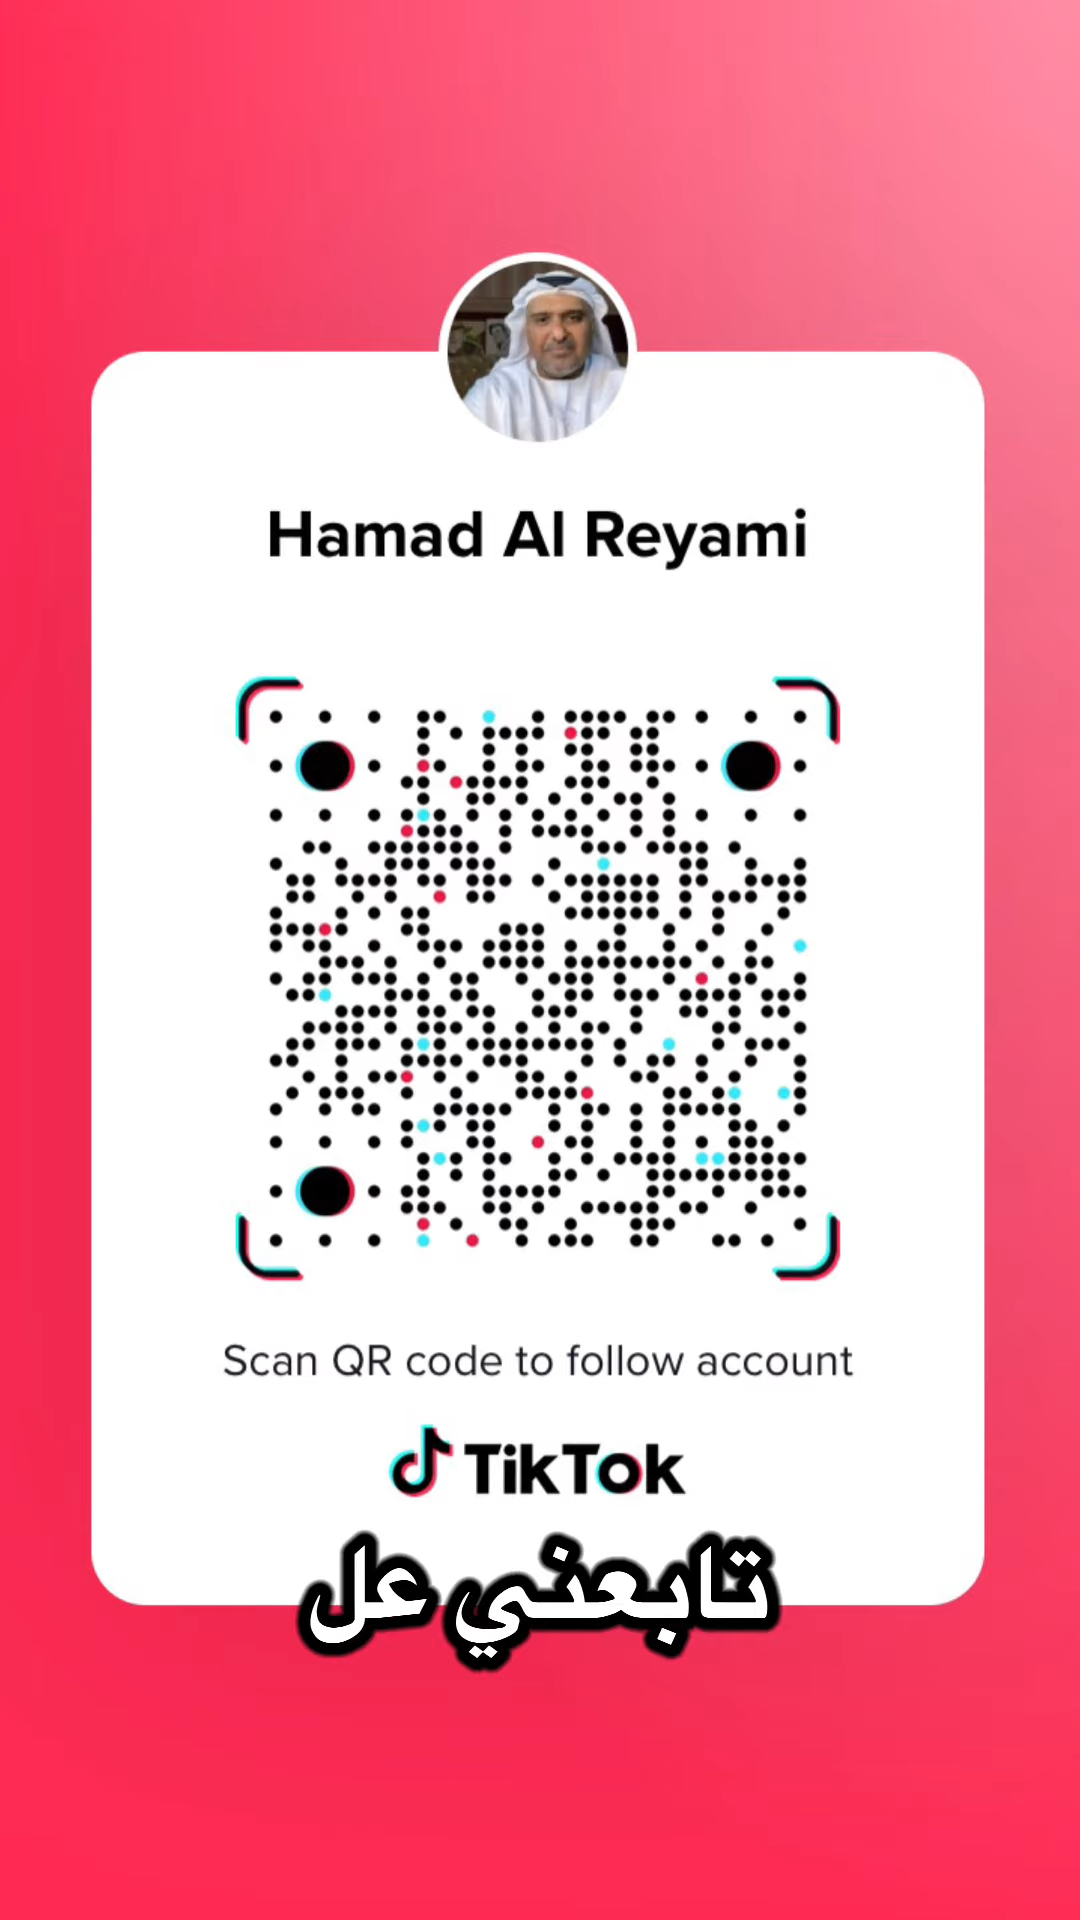 Hamad Al Reyami
Scan QR code to follow account
TikTok
تابعني عل